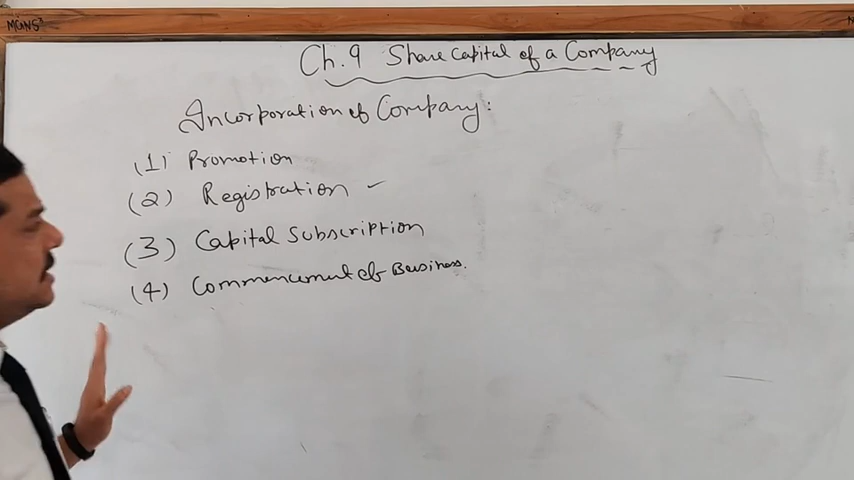 Ch.9 Share Capital of a Company
Incorporation of Company:
(1) Promotion
(2) Registration
(3) Capital Subscription
(4) Commencement of Business.